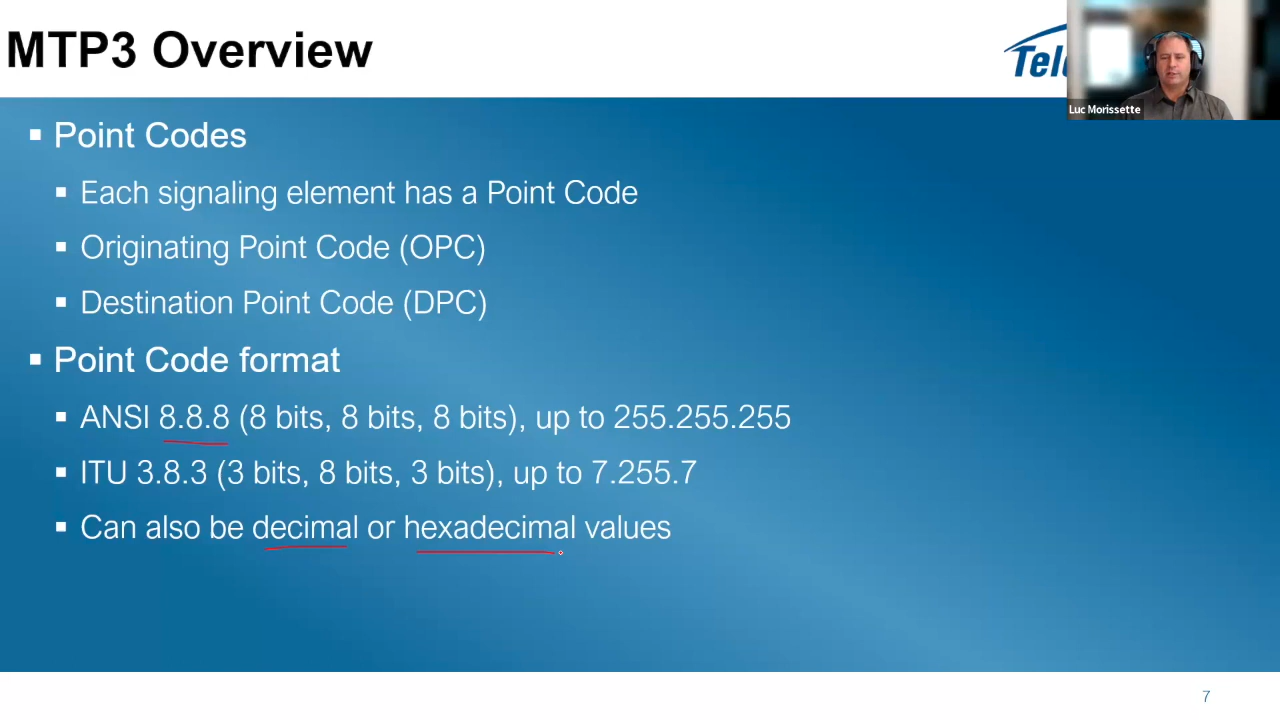 MTP3 Overview
Luc Morissette
Point Codes
Each signaling element has a Point Code
Originating Point Code (OPC)
Destination Point Code (DPC)
Point Code format
ANSI 8.8.8 (8 bits, 8 bits, 8 bits), up to 255.255.255
ITU 3.8.3 (3 bits, 8 bits, 3 bits), up to 7.255.7
Can also be decimal or hexadecimal values
7